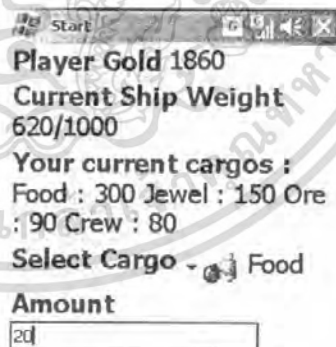 Start
Player Gold 1860
Current Ship Weight
620/1000
Your current cargos :
Food : 300 Jewel : 150 Ore
: 90 Crew : 80
Select Cargo - Food
Amount
20